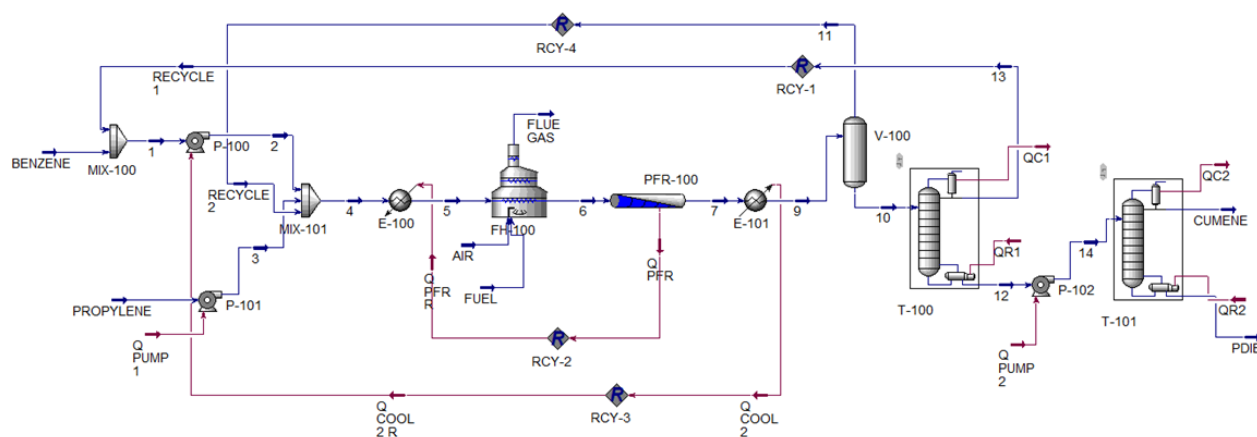 R
RCY-4
11
RECYCLE
1
R
RCY-1
13
FLUE
GAS
V-100
BENZENE
MIX-100
1
P-100
2
QC1
QC2
RECYCLE
2
MIX-101
4
E-100
5
FH-100
6
PFR-100
7
E-101
9
10
CUMENE
3
AIR
Q
PFR
R
FUEL
Q
PFR
QR1
14
PROPYLENE
P-101
12
P-102
QR2
T-100
T-101
Q
PUMP
1
R
RCY-2
Q
PUMP
2
PDIE
Q
COOL
2 R
R
RCY-3
Q
COOL
2